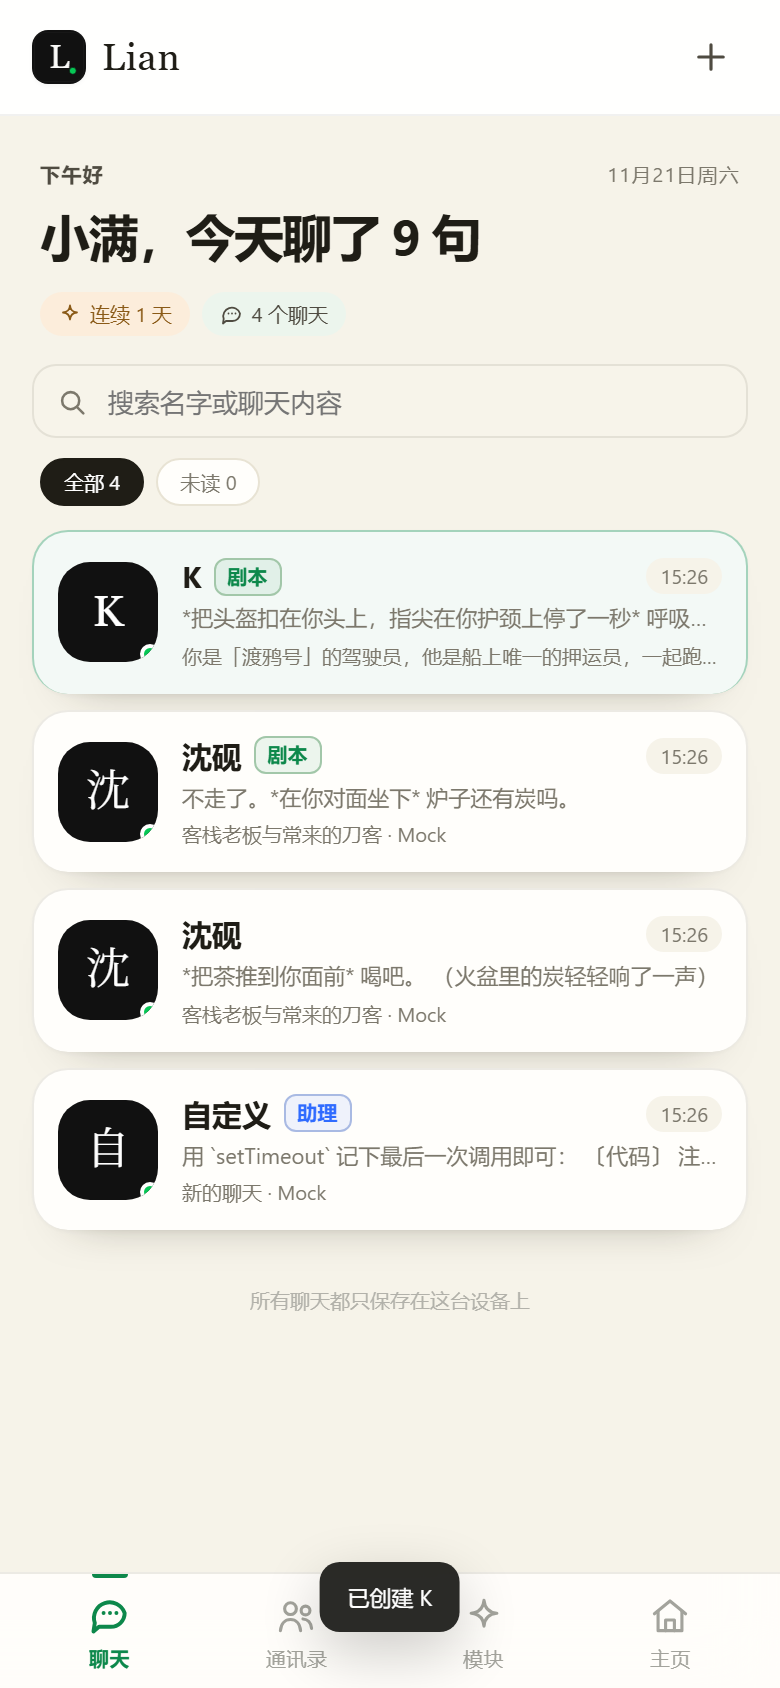 L.
Lian
下午好
11月21日周六
小满，今天聊了 9 句
连续 1 天
4 个聊天
搜索名字或聊天内容
全部 4
未读 0
K
K
剧本
15:26
*把头盔扣在你头上，指尖在你护颈上停了一秒* 呼吸...
你是「渡鸦号」的驾驶员，他是船上唯一的押运员，一起跑...
沈
沈砚
剧本
15:26
不走了。*在你对面坐下* 炉子还有炭吗。
客栈老板与常来的刀客 · Mock
沈
沈砚
15:26
*把茶推到你面前* 喝吧。 （火盆里的炭轻轻响了一声）
客栈老板与常来的刀客 · Mock
自
自定义
助理
15:26
用 `setTimeout` 记下最后一次调用即可： 〔代码〕 注...
新的聊天 · Mock
所有聊天都只保存在这台设备上
已创建 K
聊天
通讯录
模块
主页